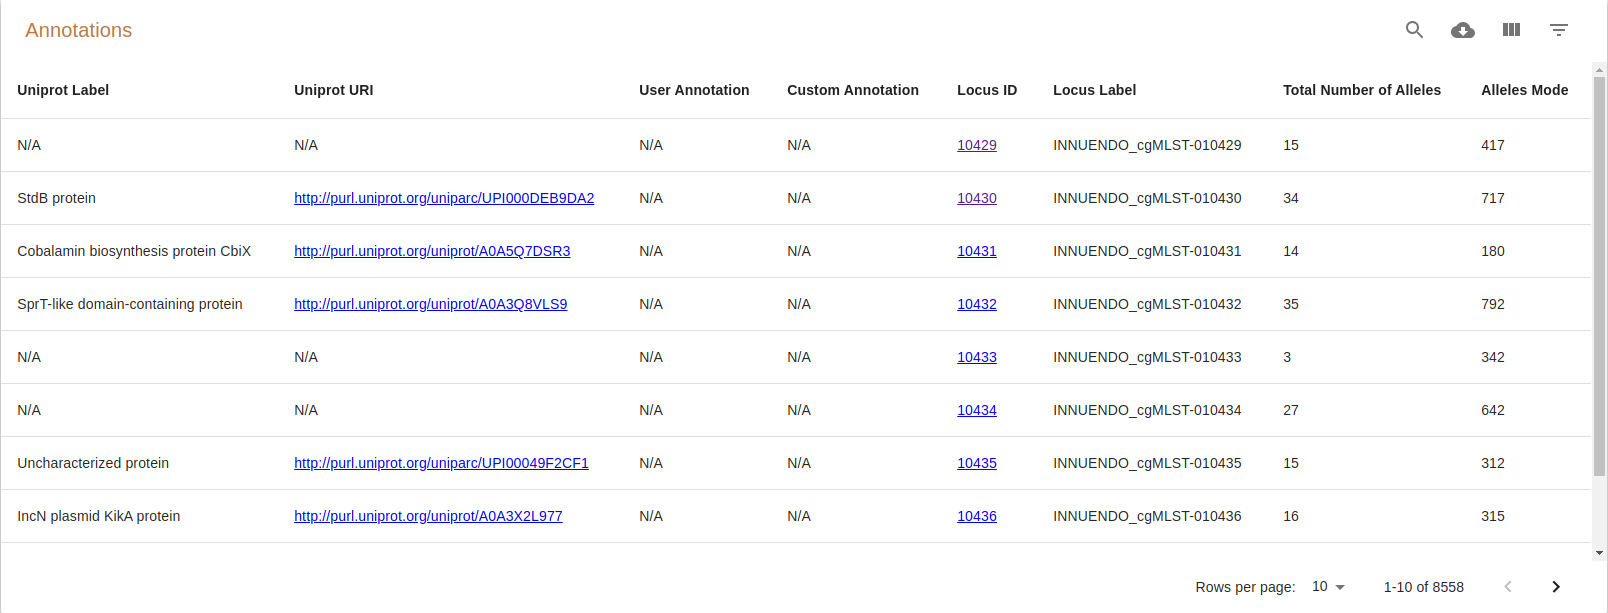 Annotations
Uniprot Label Uniprot URI User Annotation Custom Annotation Locus ID Locus Label Total Number of Alleles Alleles Mode
N/A N/A N/A N/A 10429 INNUENDO_cgMLST-010429 15 417
StdB protein http://purl.uniprot.org/uniparc/UPI000DEB9DA2 N/A N/A 10430 INNUENDO_cgMLST-010430 34 717
Cobalamin biosynthesis protein CbiX http://purl.uniprot.org/uniprot/A0A5Q7DSR3 N/A N/A 10431 INNUENDO_cgMLST-010431 14 180
SprT-like domain-containing protein http://purl.uniprot.org/uniprot/A0A3Q8VLS9 N/A N/A 10432 INNUENDO_cgMLST-010432 35 792
N/A N/A N/A N/A 10433 INNUENDO_cgMLST-010433 3 342
N/A N/A N/A N/A 10434 INNUENDO_cgMLST-010434 27 642
Uncharacterized protein http://purl.uniprot.org/uniparc/UPI00049F2CF1 N/A N/A 10435 INNUENDO_cgMLST-010435 15 312
IncN plasmid KikA protein http://purl.uniprot.org/uniprot/A0A3X2L977 N/A N/A 10436 INNUENDO_cgMLST-010436 16 315
Rows per page: 10 1-10 of 8558